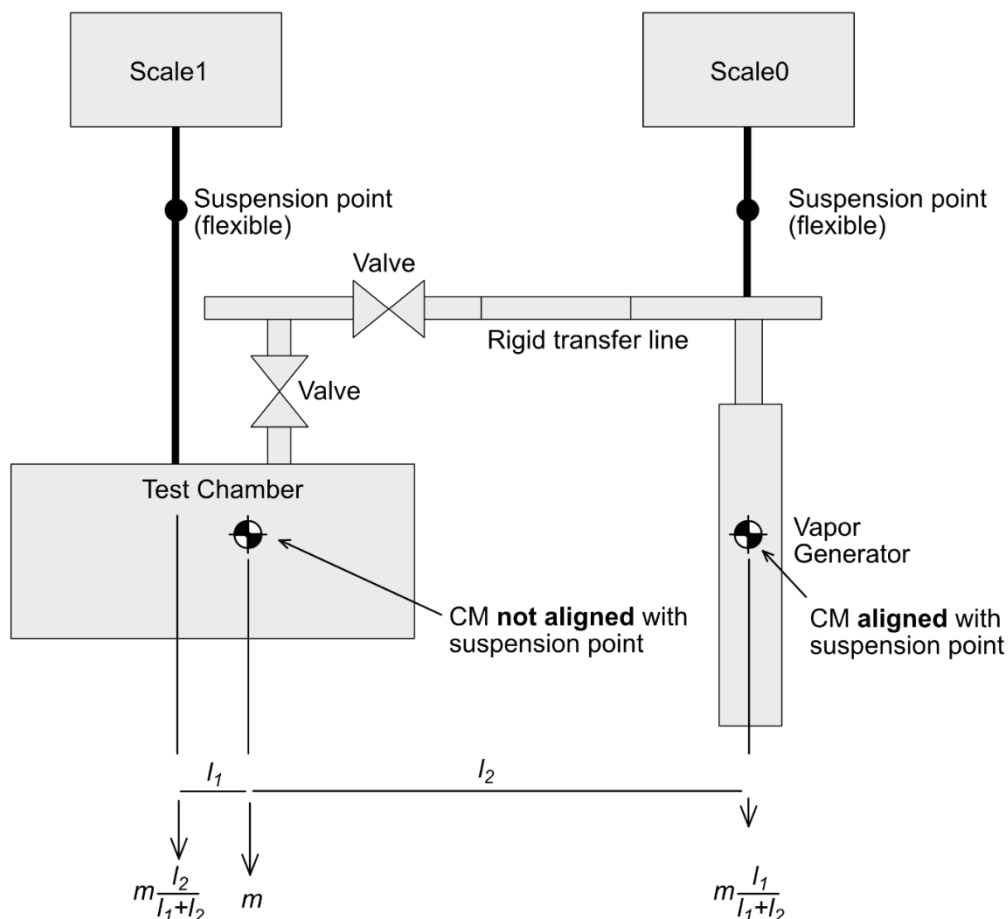 Scale1
Scale0
Suspension point
(flexible)
Suspension point
(flexible)
Valve
Rigid transfer line
Valve
Test Chamber
Vapor
Generator
CM not aligned with
suspension point
CM aligned with
suspension point
l₁
l₂
m l₂/(l₁+l₂)
m
m l₁/(l₁+l₂)